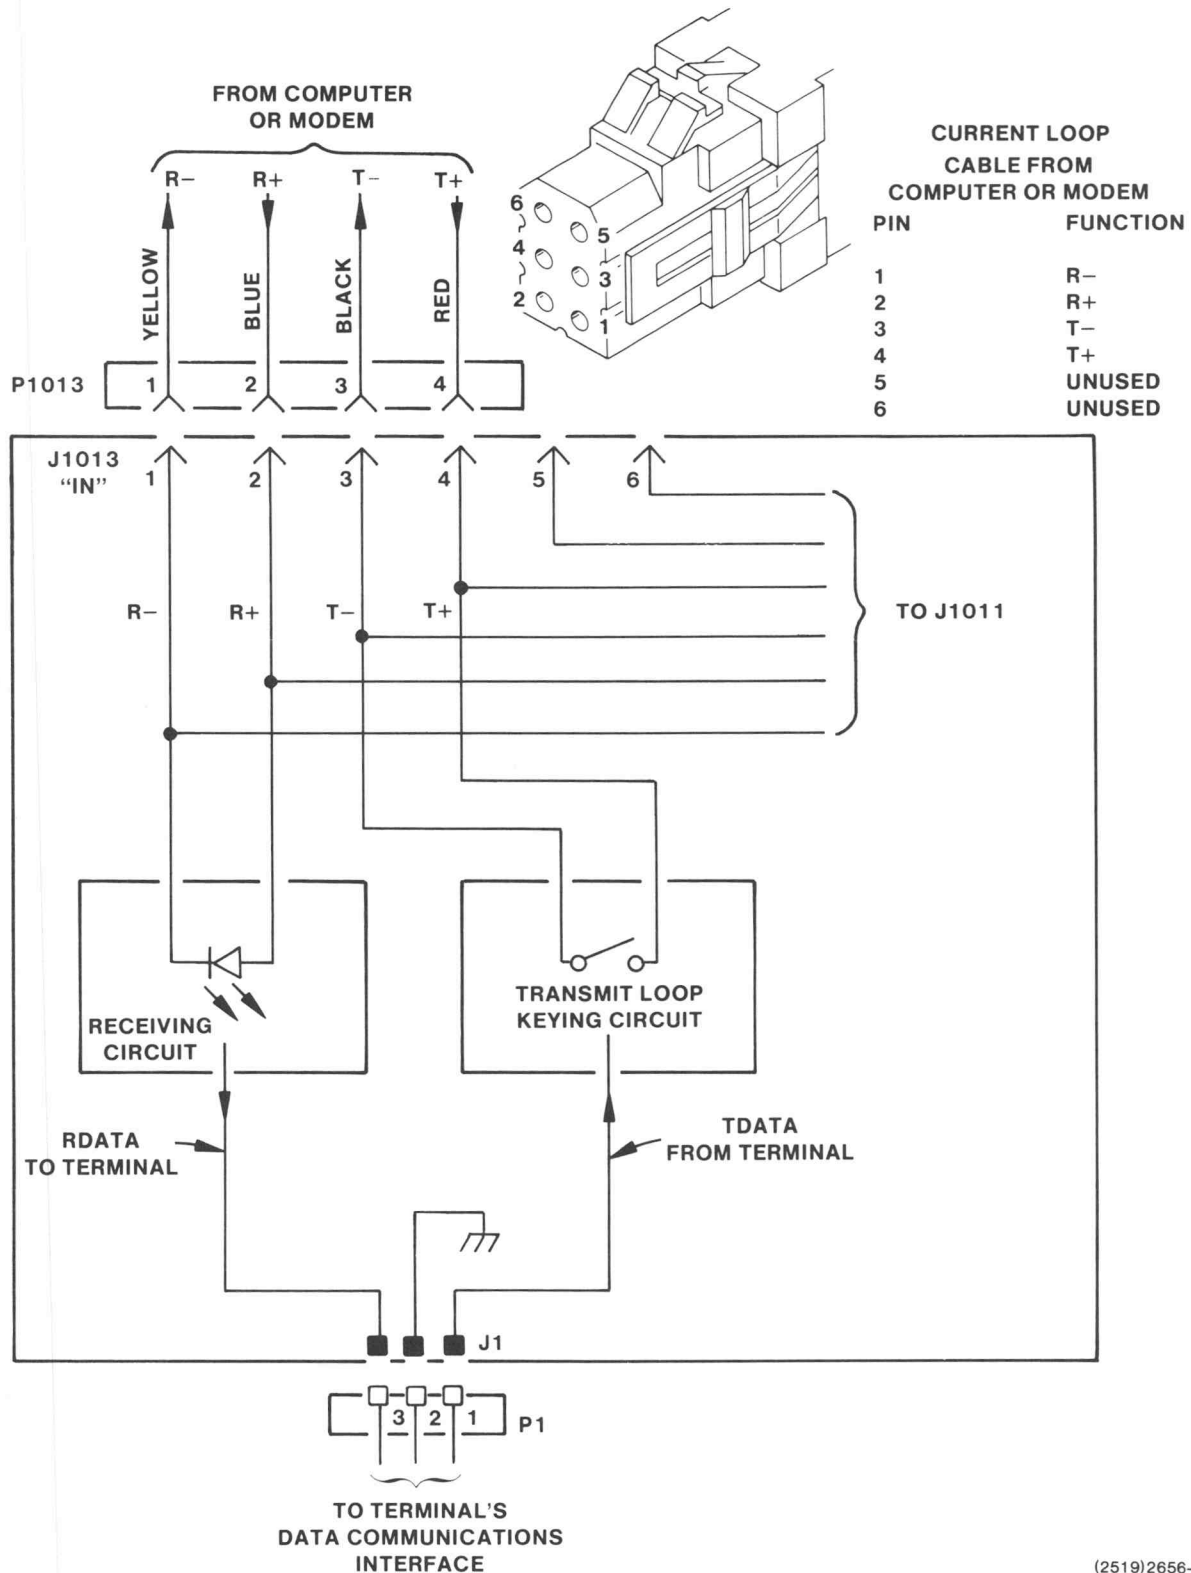 FROM COMPUTER
OR MODEM
R– R+ T– T+
YELLOW
BLUE
BLACK
RED
6
5
4
3
2
1
CURRENT LOOP
CABLE FROM
COMPUTER OR MODEM
PIN FUNCTION
1 R–
2 R+
3 T–
4 T+
5 UNUSED
6 UNUSED
P1013 1 2 3 4
J1013
"IN"
1 2 3 4 5 6
R– R+ T– T+
TO J1011
RECEIVING
CIRCUIT
TRANSMIT LOOP
KEYING CIRCUIT
RDATA
TO TERMINAL
TDATA
FROM TERMINAL
J1
3 2 1 P1
TO TERMINAL'S
DATA COMMUNICATIONS
INTERFACE
(2519)2656-